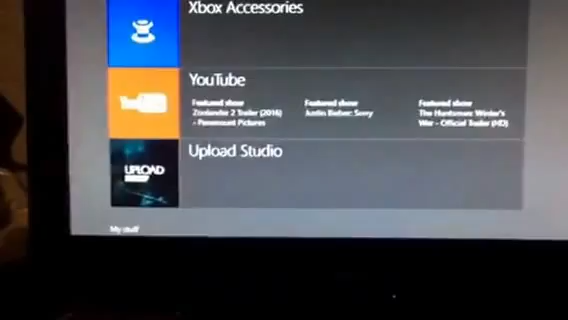 Xbox Accessories
YouTube
Featured show
Zoolander 2 Trailer (2016)
- Paramount Pictures
Featured show
Justin Bieber: Sorry
Featured show
The Huntsman: Winter's
War - Official Trailer (HD)
Upload Studio
UPLOAD
My stuff